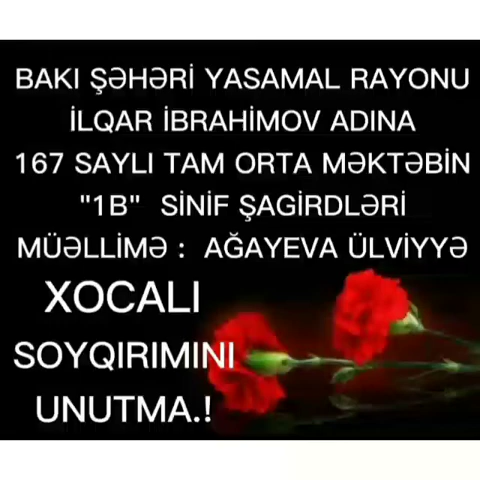 BAKI ŞƏHƏRİ YASAMAL RAYONU
İLQAR İBRAHİMOV ADINA
167 SAYLI TAM ORTA MƏKTƏBİN
"1B" SİNİF ŞAGİRDLƏRİ
MÜƏLLİMƏ : AĞAYEVA ÜLVİYYƏ
XOCALI
SOYQIRIMINI
UNUTMA.!